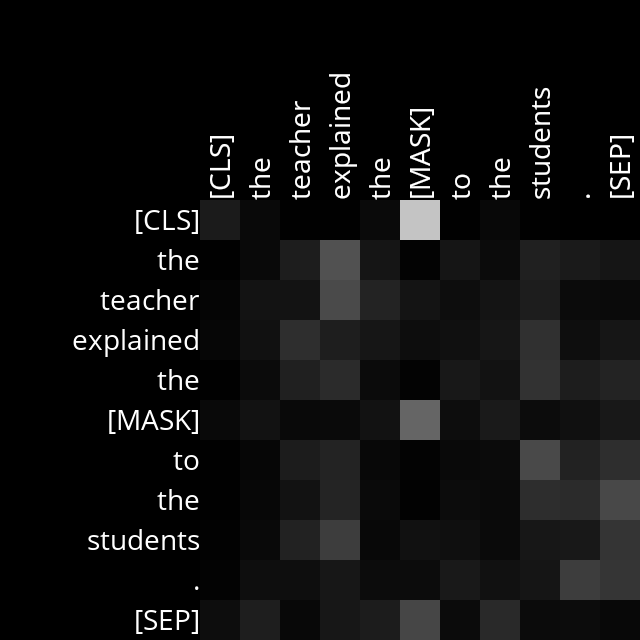 [CLS] the teacher explained the [MASK] to the students . [SEP]
[CLS]
the
teacher
explained
the
[MASK]
to
the
students
.
[SEP]